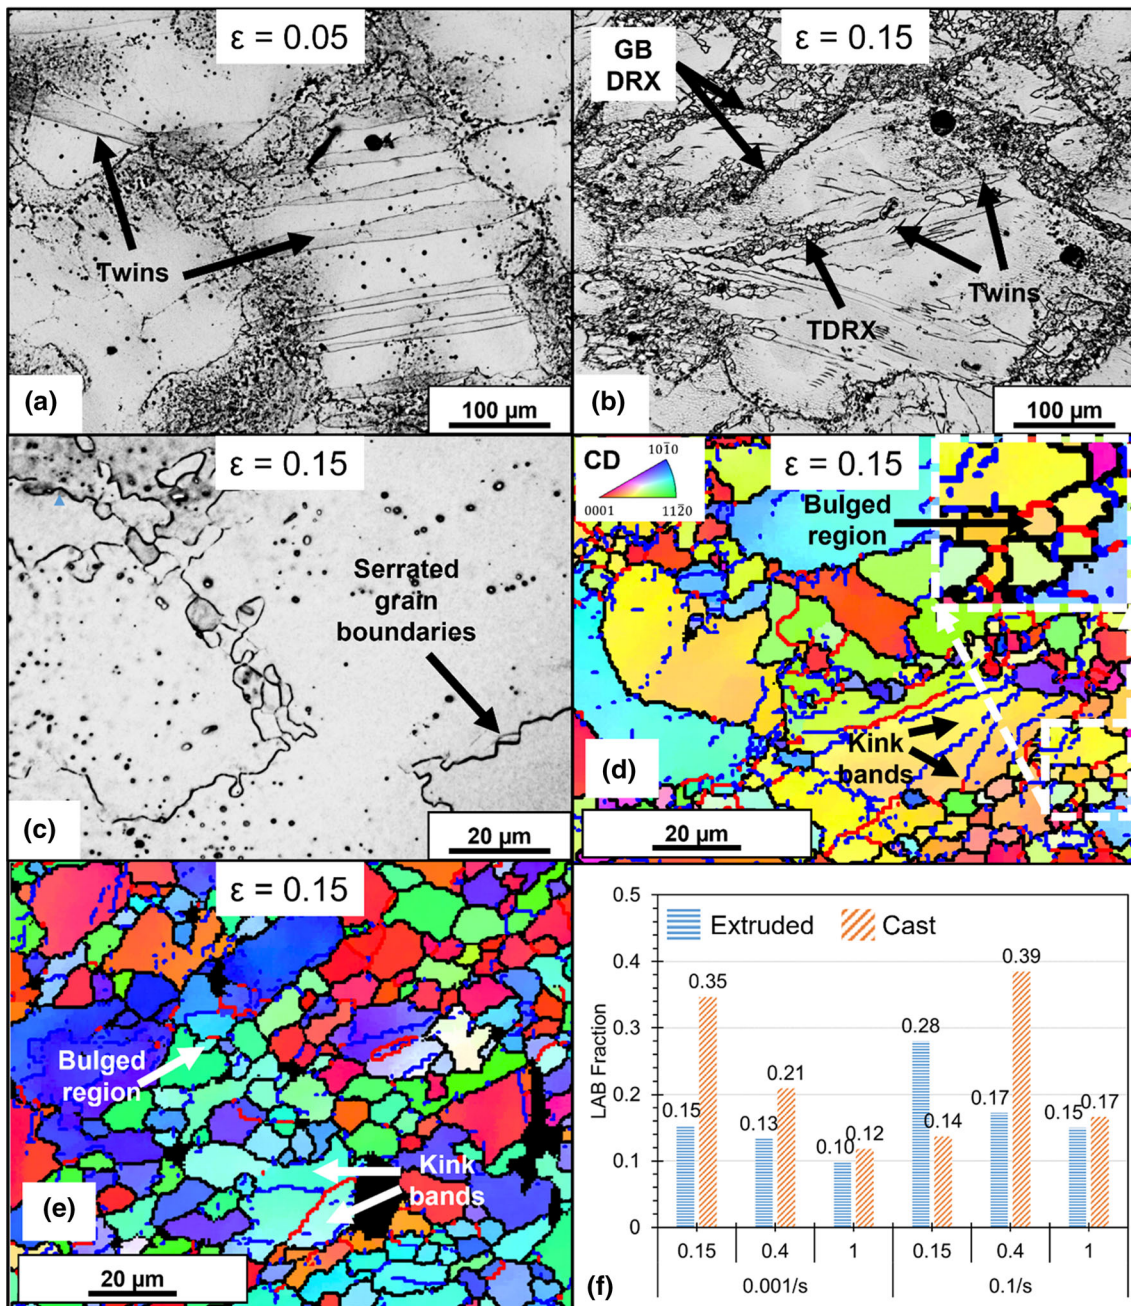 ε = 0.05
Twins
(a)
100 μm
ε = 0.15
GB
DRX
Twins
TDRX
(b)
100 μm
ε = 0.15
Serrated
grain
boundaries
(c)
20 μm
CD
101̄0
0001
112̄0
ε = 0.15
Bulged
region
Kink
bands
(d)
20 μm
ε = 0.15
Bulged
region
Kink
bands
(e)
20 μm
0.5
0.4
0.3
0.2
0.1
0
LAB Fraction
Extruded
Cast
0.15
0.35
0.13
0.21
0.10
0.12
0.28
0.14
0.17
0.39
0.15
0.17
0.15 0.4 1 0.15 0.4 1
0.001/s 0.1/s
(f)